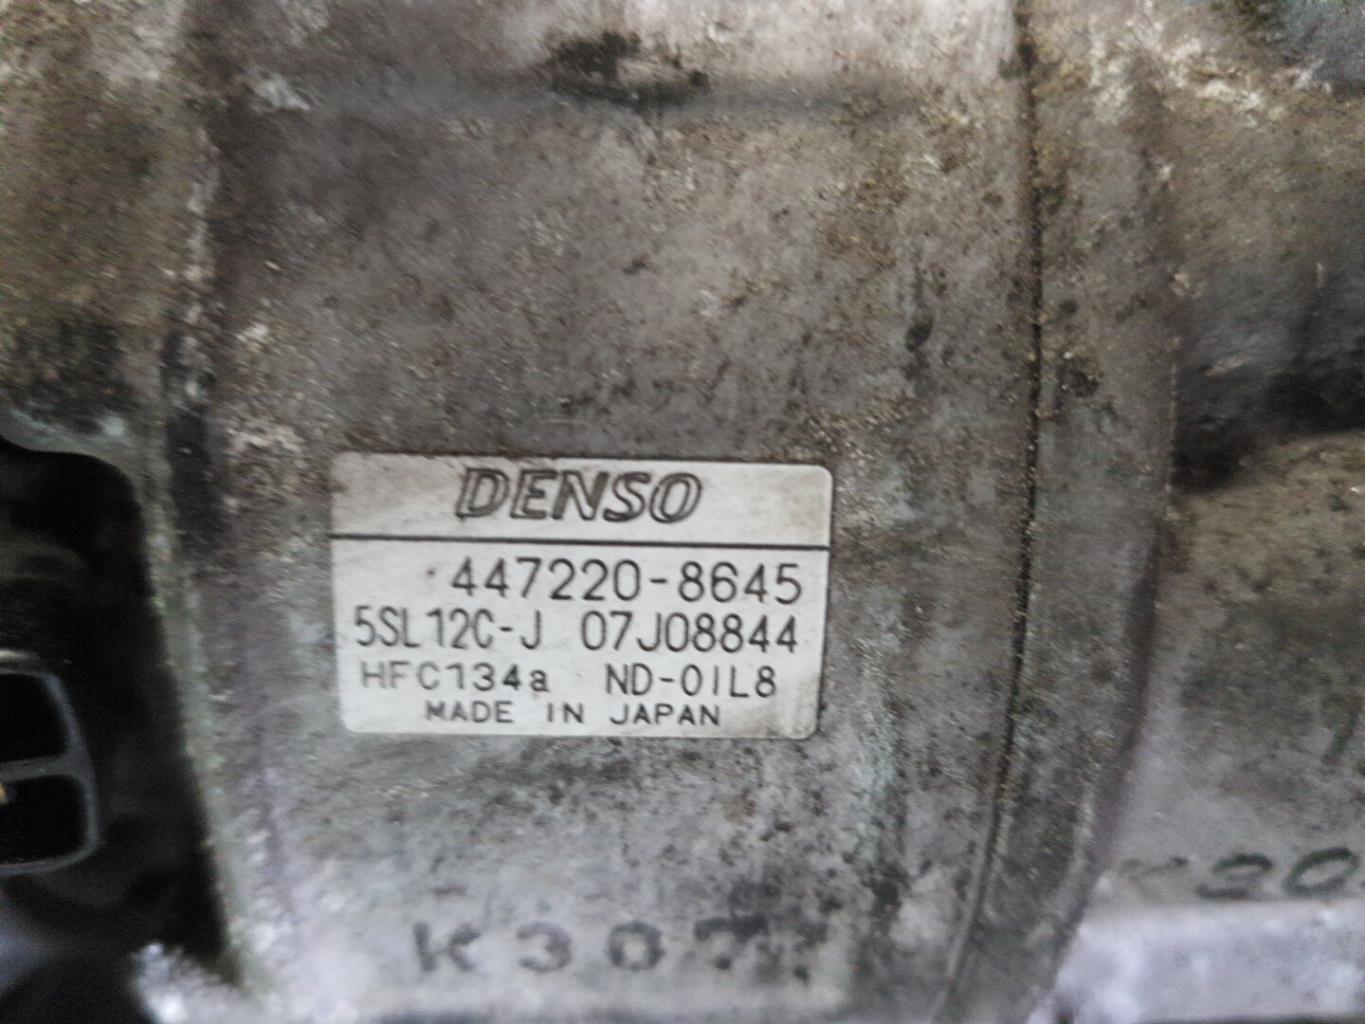 DENSO
447220-8645
5SL12C-J 07J08844
HFC134a ND-OIL8
MADE IN JAPAN